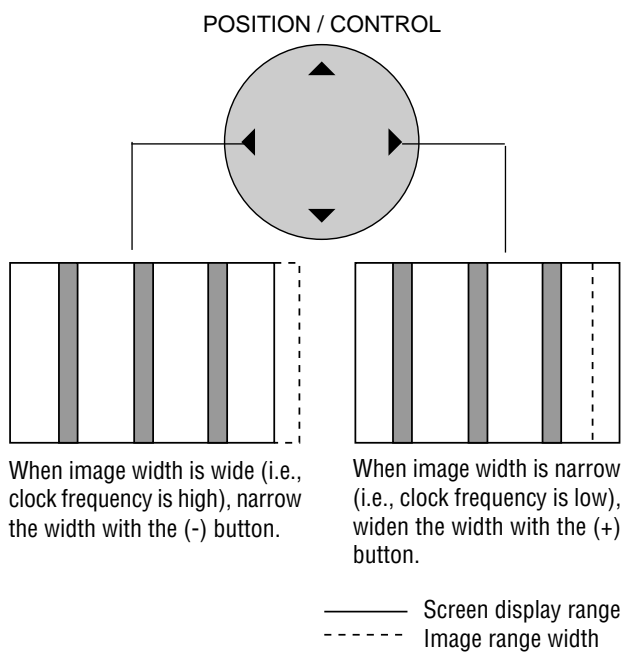 POSITION / CONTROL
When image width is wide (i.e.,
clock frequency is high), narrow
the width with the (-) button.
When image width is narrow
(i.e., clock frequency is low),
widen the width with the (+)
button.
Screen display range
Image range width